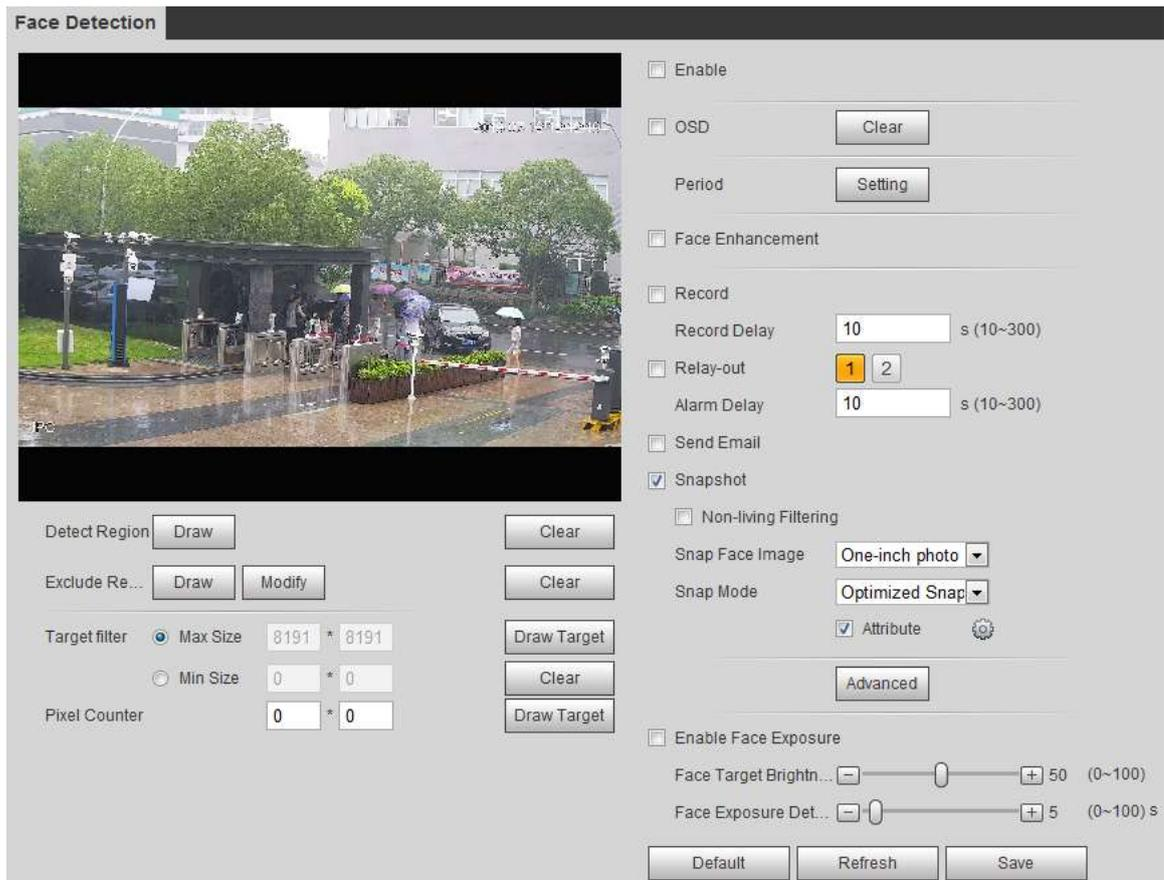 Face Detection
Enable
OSD Clear
Period Setting
Face Enhancement
Record
Record Delay 10 s (10~300)
Relay-out 1 2
Alarm Delay 10 s (10~300)
Send Email
Snapshot
Non-living Filtering
Snap Face Image One-inch photo
Snap Mode Optimized Snap
Attribute
Advanced
Enable Face Exposure
Face Target Brightn... 50 (0~100)
Face Exposure Det... 5 (0~100) s
Default Refresh Save
IPC
Detect Region Draw Clear
Exclude Re... Draw Modify Clear
Target filter Max Size 8191 * 8191 Draw Target
Min Size 0 * 0 Clear
Pixel Counter 0 * 0 Draw Target